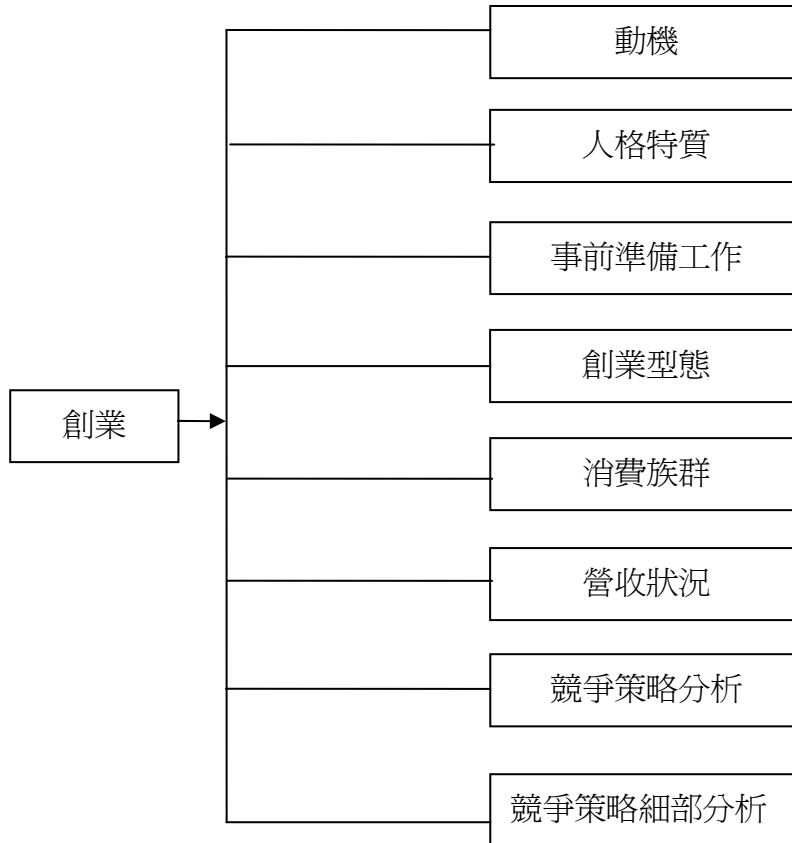 動機
人格特質
事前準備工作
創業型態
創業
消費族群
營收狀況
競爭策略分析
競爭策略細部分析